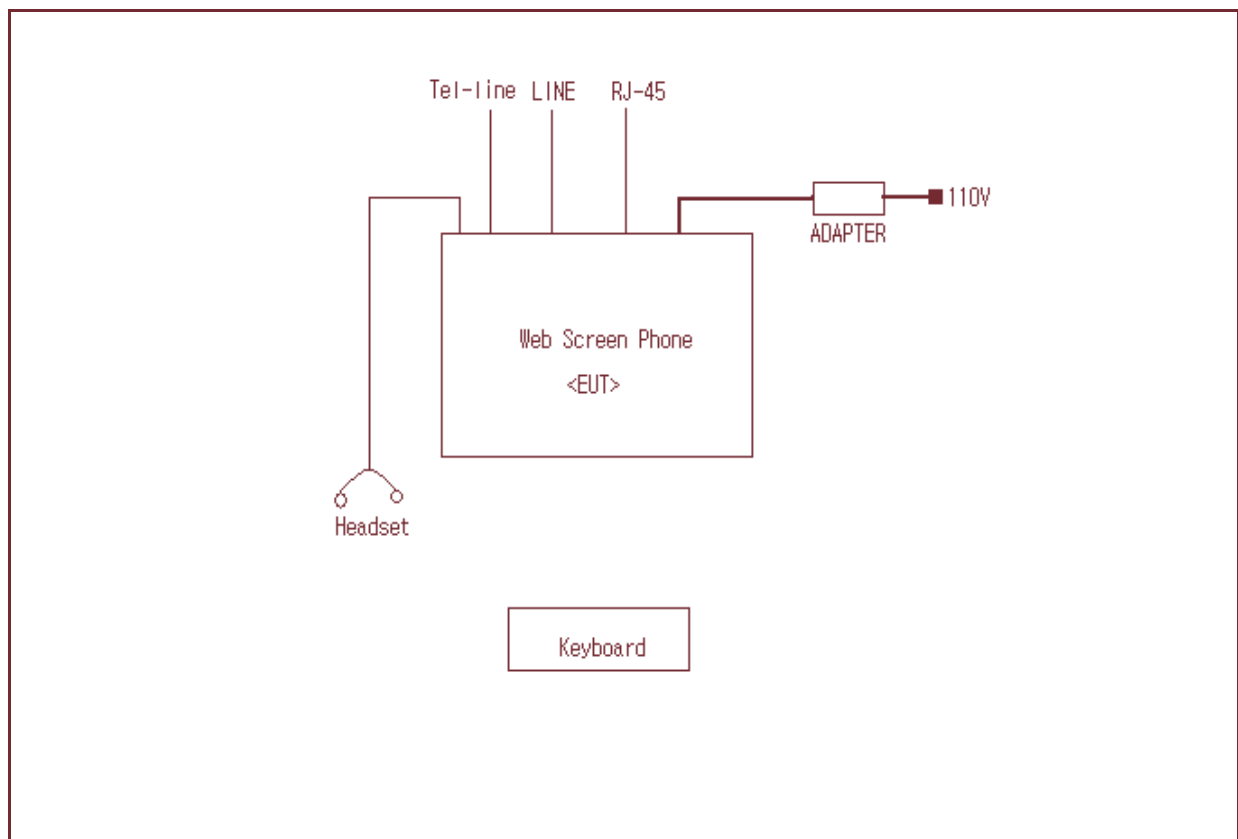 Tel-line LINE RJ-45
110V
ADAPTER
Web Screen Phone
<EUT>
Headset
Keyboard